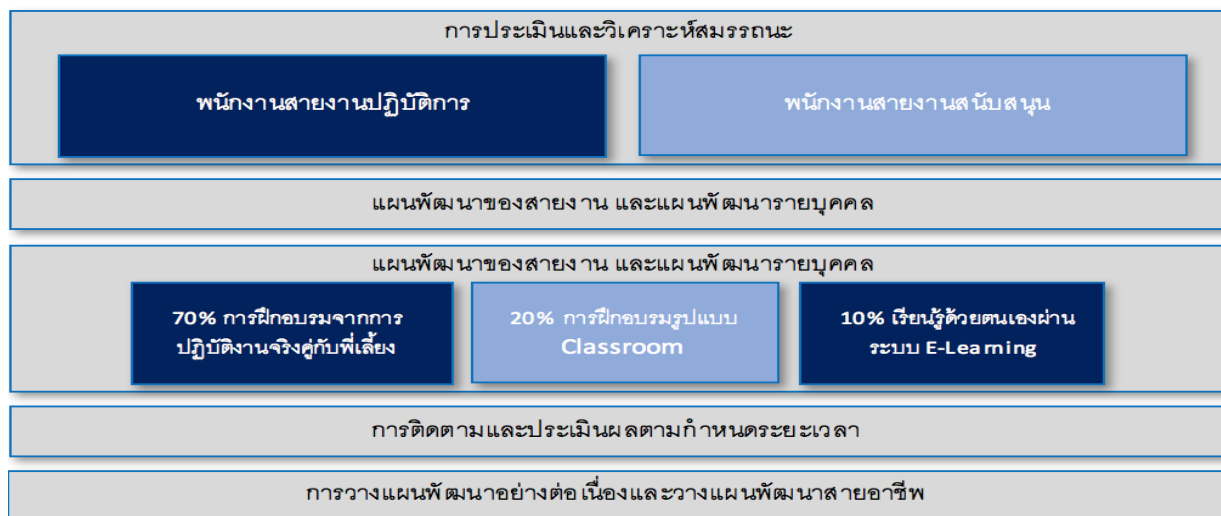 การประเมินและวิเคราะห์สมรรถนะ
พนักงานสายงานปฏิบัติการ
พนักงานสายงานสนับสนุน
แผนพัฒนาของสายงาน และแผนพัฒนารายบุคคล
แผนพัฒนาของสายงาน และแผนพัฒนารายบุคคล
70% การฝึกอบรมจากการ
ปฏิบัติงานจริงคู่กับพี่เลี้ยง
20% การฝึกอบรมรูปแบบ
Classroom
10% เรียนรู้ด้วยตนเองผ่าน
ระบบ E-Learning
การติดตามและประเมินผลตามกำหนดระยะเวลา
การวางแผนพัฒนาอย่างต่อเนื่องและวางแผนพัฒนาสายอาชีพ